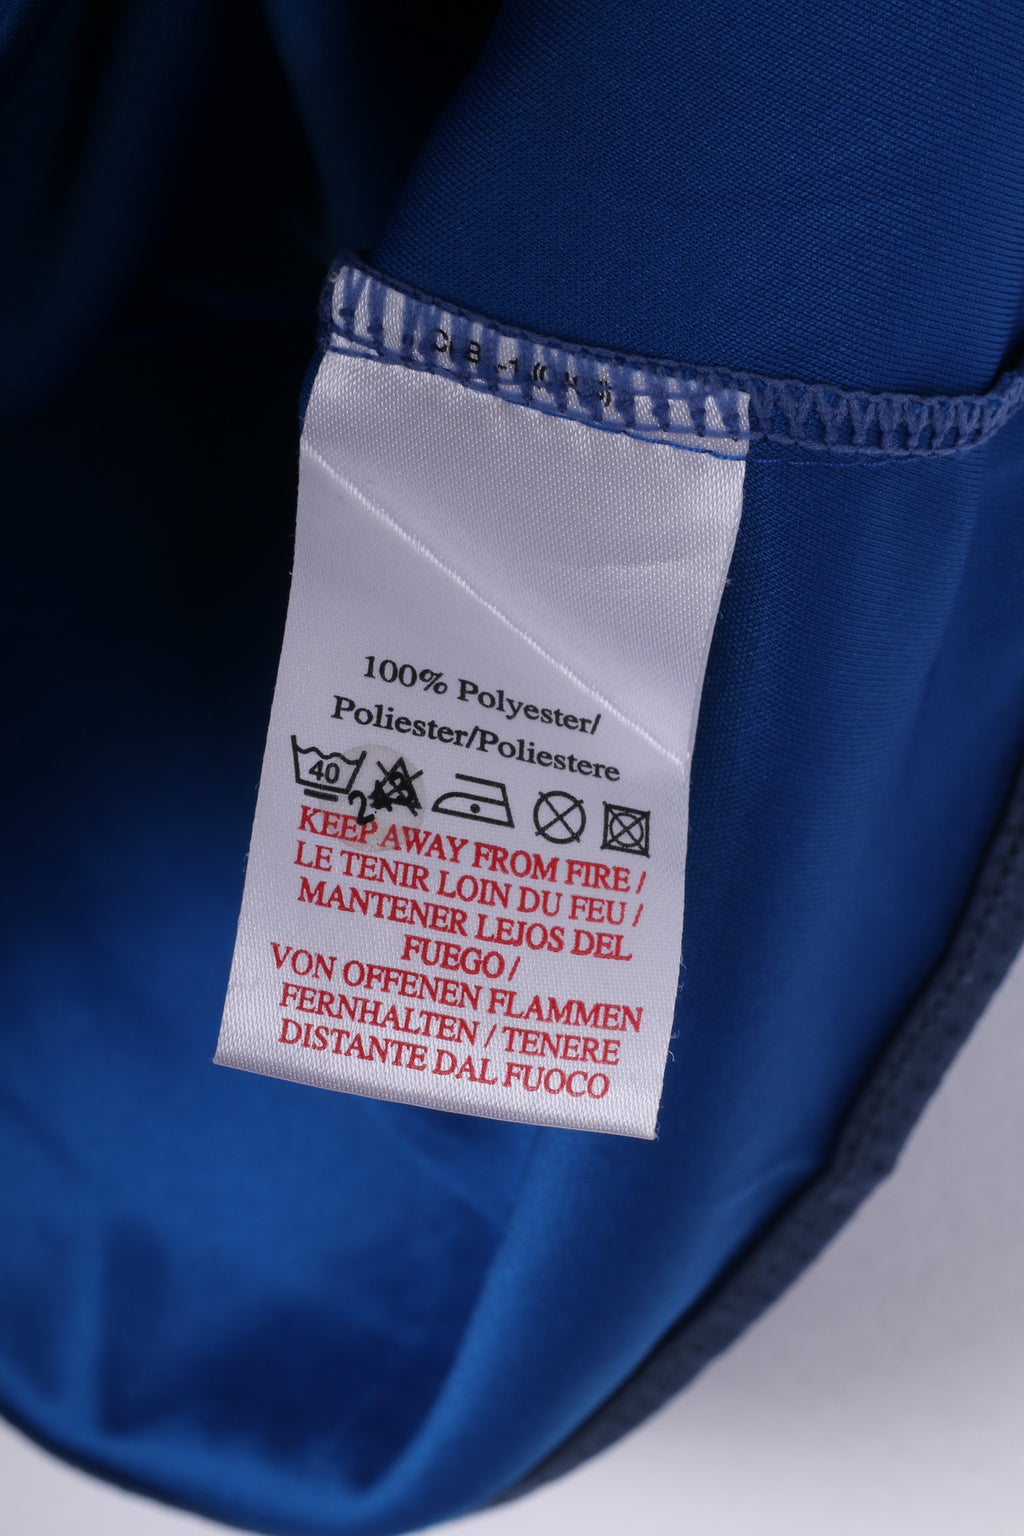 100% Polyester/
Poliester/Poliestere
40
KEEP AWAY FROM FIRE /
LE TENIR LOIN DU FEU /
MANTENER LEJOS DEL
FUEGO /
VON OFFENEN FLAMMEN
FERNHALTEN / TENERE
DISTANTE DAL FUOCO